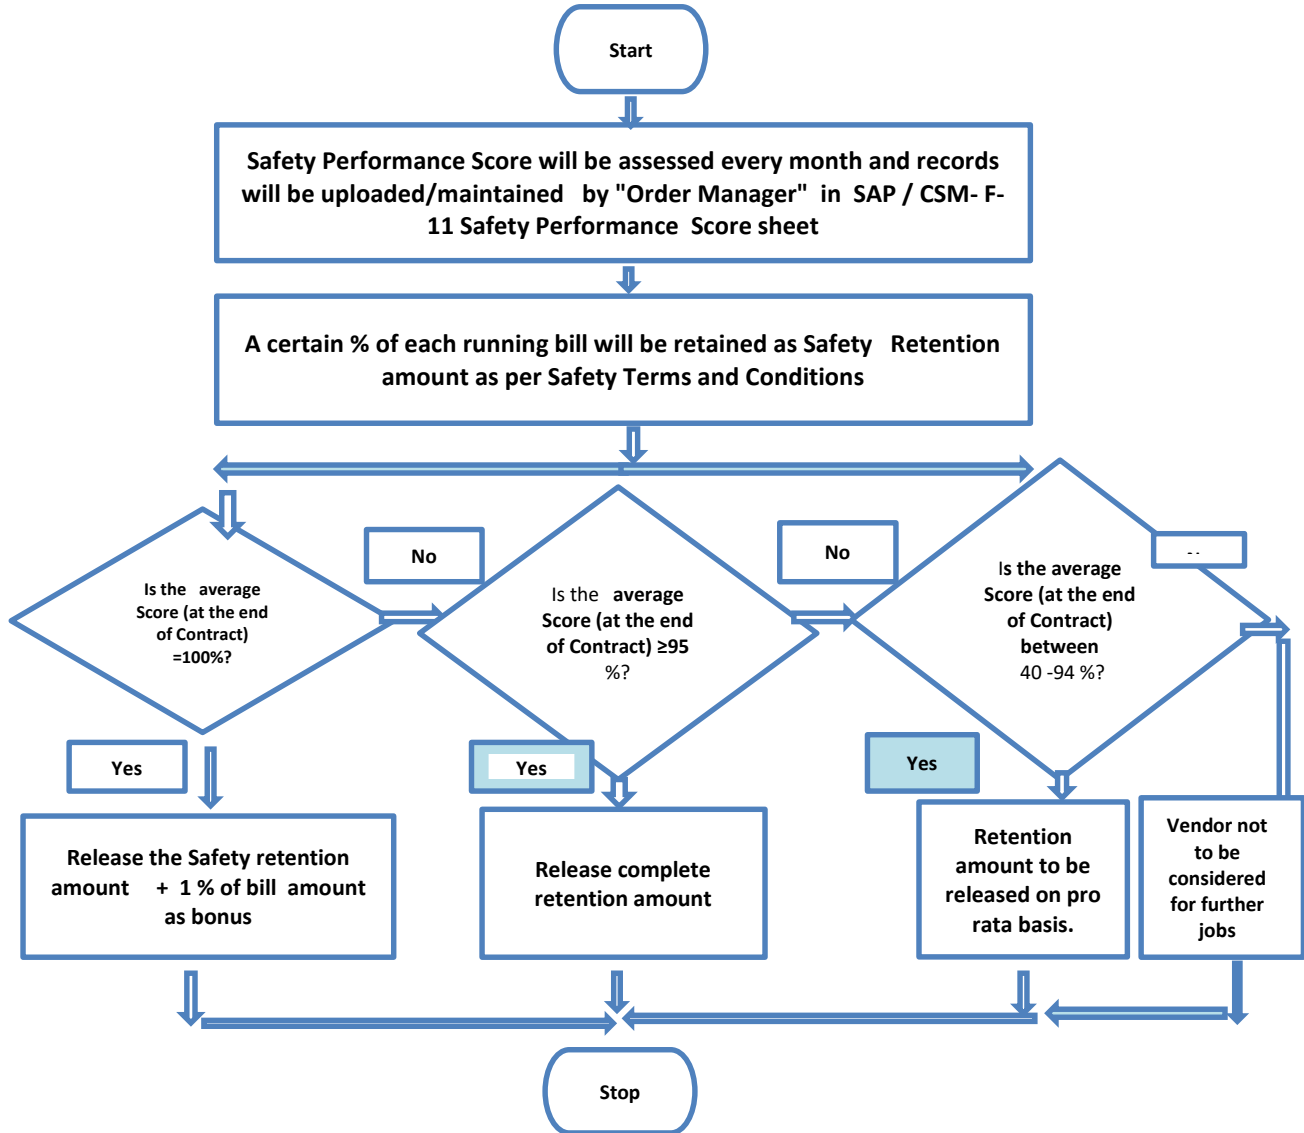 Start
Safety Performance Score will be assessed every month and records
will be uploaded/maintained by "Order Manager" in SAP / CSM- F-
11 Safety Performance Score sheet
A certain % of each running bill will be retained as Safety Retention
amount as per Safety Terms and Conditions
Is the average
Score (at the end
of Contract)
=100%?
No
Is the average
Score (at the end
of Contract) ≥95
%?
No
Is the average
Score (at the end
of Contract)
between
40 -94 %?
Yes
Yes
Yes
Release the Safety retention
amount + 1 % of bill amount
as bonus
Release complete
retention amount
Retention
amount to be
released on pro
rata basis.
Vendor not
to be
considered
for further
jobs
Stop